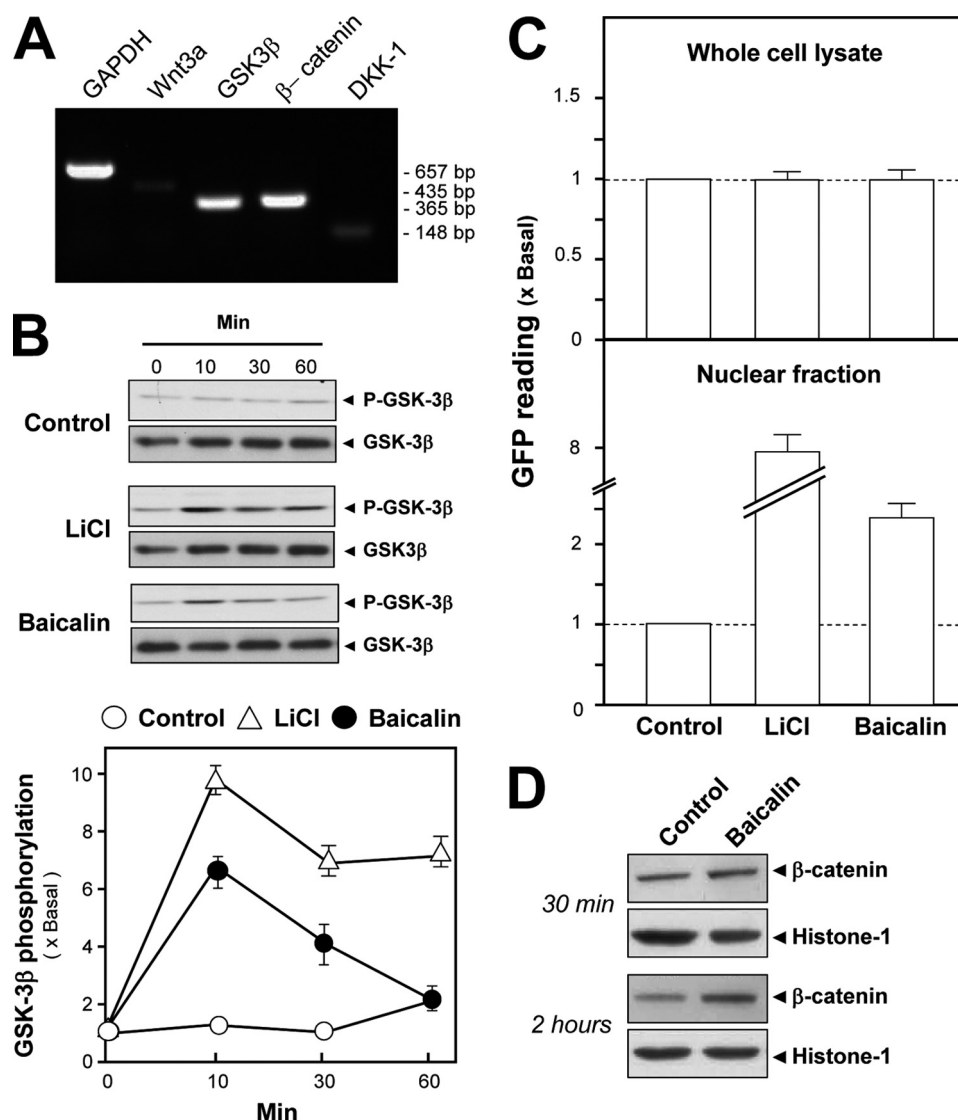 A
GAPDH
Wnt3a
GSK3β
β– catenin
DKK-1
- 657 bp
- 435 bp
- 365 bp
- 148 bp
B
Min
0 10 30 60
Control
P-GSK-3β
GSK-3β
LiCl
P-GSK-3β
GSK3β
Baicalin
P-GSK-3β
GSK-3β
Control LiCl Baicalin
GSK-3β phosphorylation
( x Basal )
10
8
6
4
2
0
0 10 30 60
Min
C
GFP reading (x Basal)
Whole cell lysate
1.5
1
0.5
0
Nuclear fraction
8
2
1
0
Control LiCl Baicalin
D
Control
Baicalin
30 min
β-catenin
Histone-1
2 hours
β-catenin
Histone-1